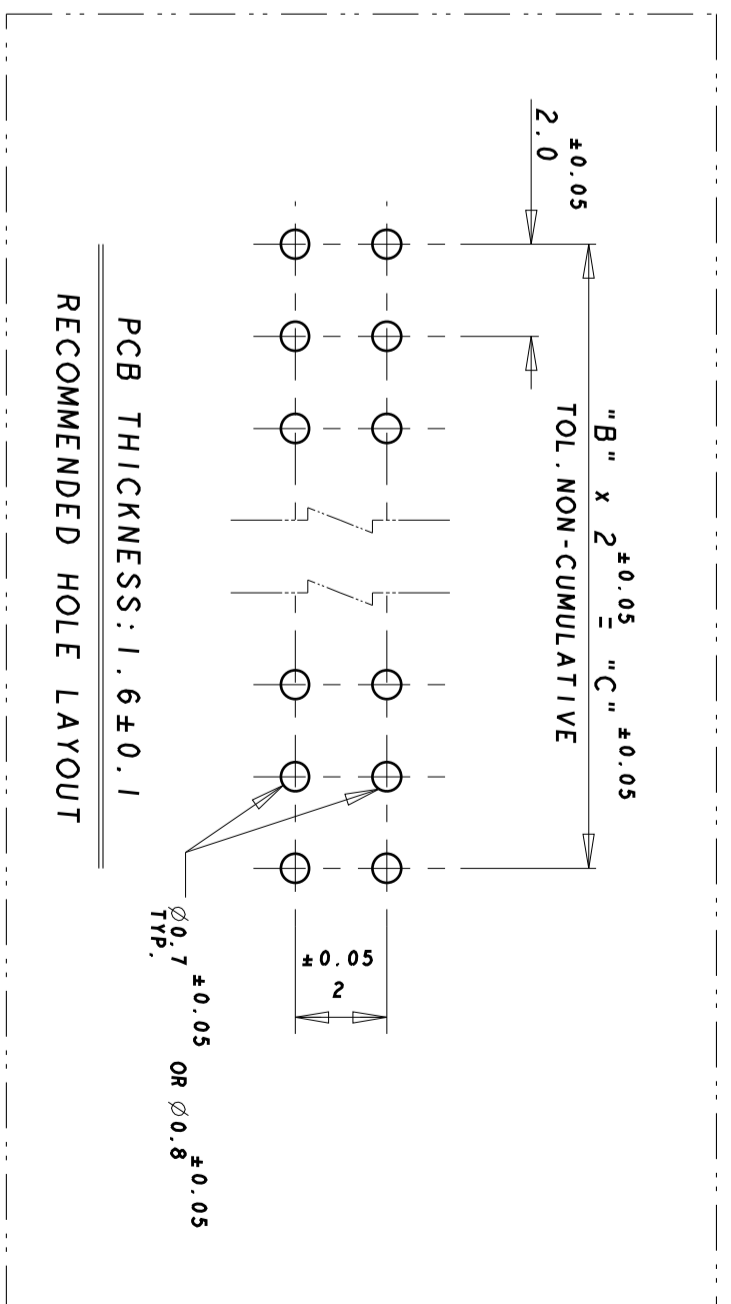 ±0.05
2.0
"B" x 2 ±0.05 = "C" ±0.05
TOL. NON-CUMULATIVE
±0.05
2
Ø0.7 ±0.05 OR Ø0.8 ±0.05
TYP.
PCB THICKNESS:1.6±0.1
RECOMMENDED HOLE LAYOUT